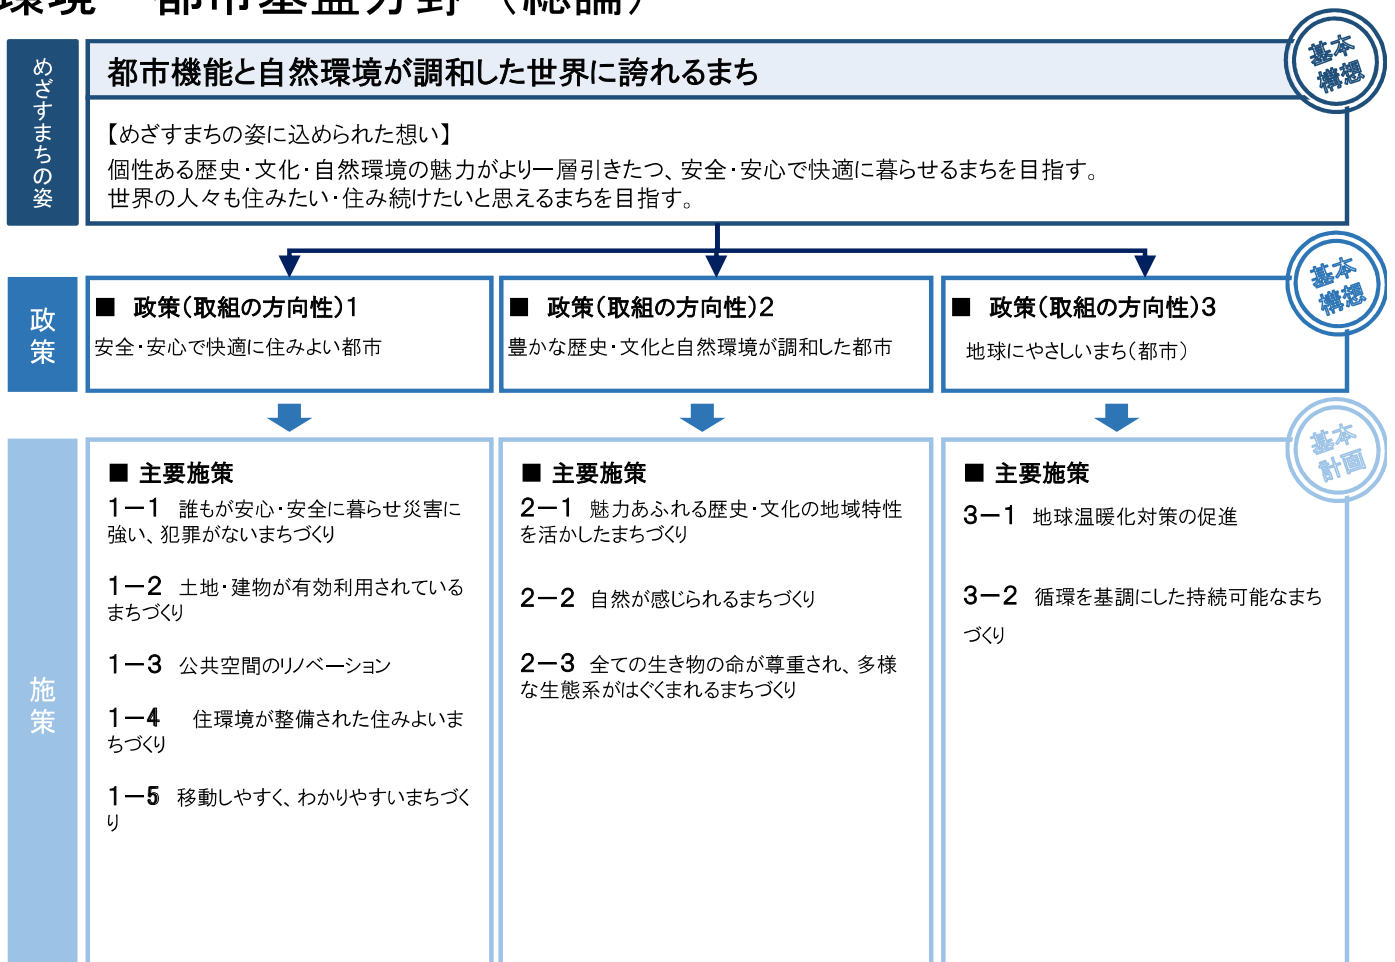 環境・都市基盤分野（総論）
めざすまちの姿
都市機能と自然環境が調和した世界に誇れるまち
基本
構想
【めざすまちの姿に込められた想い】
個性ある歴史・文化・自然環境の魅力がより一層引きたつ、安全・安心で快適に暮らせるまちを目指す。
世界の人々も住みたい・住み続けたいと思えるまちを目指す。
政策
■ 政策（取組の方向性）１
安全・安心で快適に住みよい都市
■ 政策（取組の方向性）２
豊かな歴史・文化と自然環境が調和した都市
■ 政策（取組の方向性）３
地球にやさしいまち（都市）
基本
構想
施策
■ 主要施策
１－１ 誰もが安心・安全に暮らせ災害に
強い、犯罪がないまちづくり
１－２ 土地・建物が有効利用されている
まちづくり
１－３ 公共空間のリノベーション
１－４ 住環境が整備された住みよいま
ちづくり
１－５ 移動しやすく、わかりやすいまちづく
り
■ 主要施策
２－１ 魅力あふれる歴史・文化の地域特性
を活かしたまちづくり
２－２ 自然が感じられるまちづくり
２－３ 全ての生き物の命が尊重され、多様
な生態系がはぐくまれるまちづくり
■ 主要施策
３－１ 地球温暖化対策の促進
３－２ 循環を基調にした持続可能なまち
づくり
基本
計画